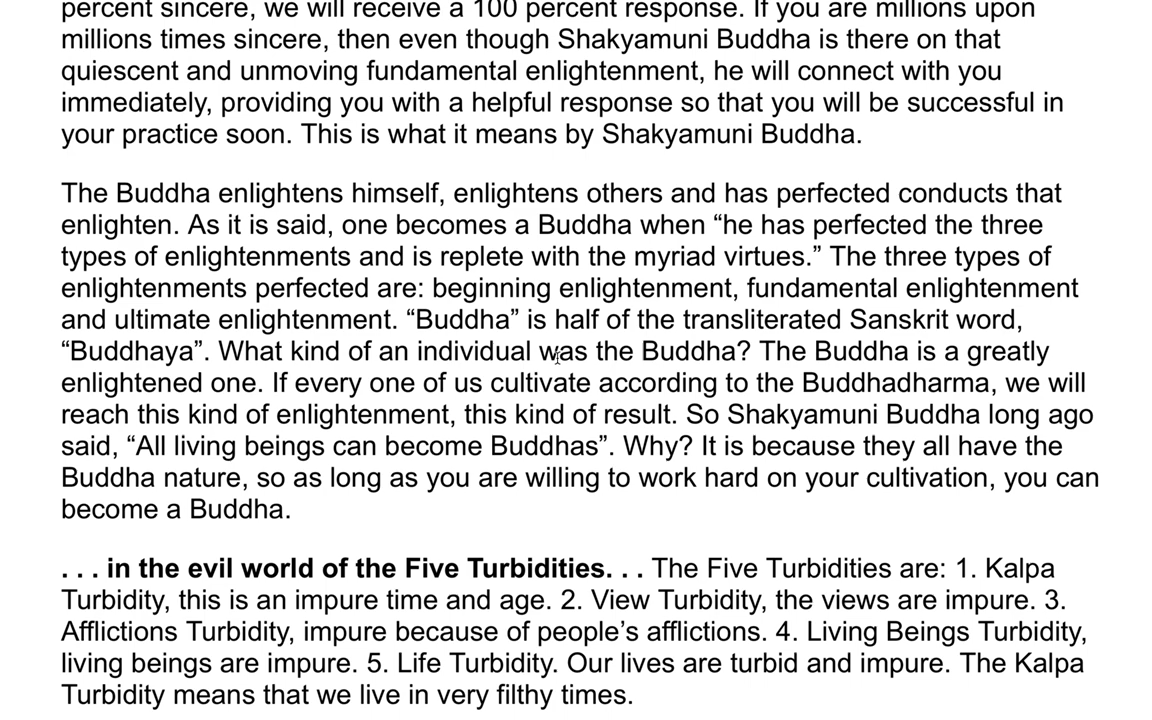 percent sincere, we will receive a 100 percent response. If you are millions upon
millions times sincere, then even though Shakyamuni Buddha is there on that
quiescent and unmoving fundamental enlightenment, he will connect with you
immediately, providing you with a helpful response so that you will be successful in
your practice soon. This is what it means by Shakyamuni Buddha.
The Buddha enlightens himself, enlightens others and has perfected conducts that
enlighten. As it is said, one becomes a Buddha when “he has perfected the three
types of enlightenments and is replete with the myriad virtues.” The three types of
enlightenments perfected are: beginning enlightenment, fundamental enlightenment
and ultimate enlightenment. “Buddha” is half of the transliterated Sanskrit word,
“Buddhaya”. What kind of an individual was the Buddha? The Buddha is a greatly
enlightened one. If every one of us cultivate according to the Buddhadharma, we will
reach this kind of enlightenment, this kind of result. So Shakyamuni Buddha long ago
said, “All living beings can become Buddhas”. Why? It is because they all have the
Buddha nature, so as long as you are willing to work hard on your cultivation, you can
become a Buddha.
. . . in the evil world of the Five Turbidities. . . The Five Turbidities are: 1. Kalpa
Turbidity, this is an impure time and age. 2. View Turbidity, the views are impure. 3.
Afflictions Turbidity, impure because of people’s afflictions. 4. Living Beings Turbidity,
living beings are impure. 5. Life Turbidity. Our lives are turbid and impure. The Kalpa
Turbidity means that we live in very filthy times.